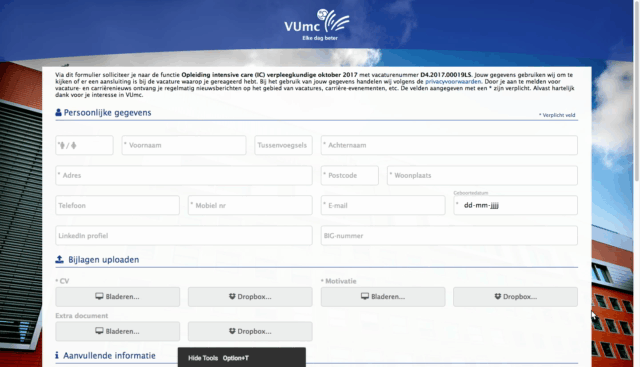 VUmc
Elke dag beter
Via dit formulier solliciteer je naar de functie Opleiding intensive care (IC) verpleegkundige oktober 2017 met vacaturenummer D4.2017.00019LS. Jouw gegevens gebruiken wij om te
kijken of er een aansluiting is bij de vacature waarop je gereageerd hebt. Bij het gebruik van jouw gegevens handelen wij volgens de privacyvoorwaarden. Door je aan te melden voor
vacature- en carrièrenieuws ontvang je regelmatig nieuwsberichten op het gebied van vacatures, carrière-evenementen, etc. De velden aangegeven met een * zijn verplicht. Alvast hartelijk
dank voor je interesse in VUmc.
Persoonlijke gegevens
* Verplicht veld
* / 
* Voornaam
Tussenvoegsels
* Achternaam
* Adres
* Postcode
* Woonplaats
Geboortedatum
Telefoon
* Mobiel nr
* E-mail
* dd-mm-jjjj
LinkedIn profiel
BIG-nummer
Bijlagen uploaden
* CV
* Motivatie
Bladeren...
Dropbox...
Bladeren...
Dropbox...
Extra document
Bladeren...
Dropbox...
Aanvullende informatie
Hide Tools Option+T